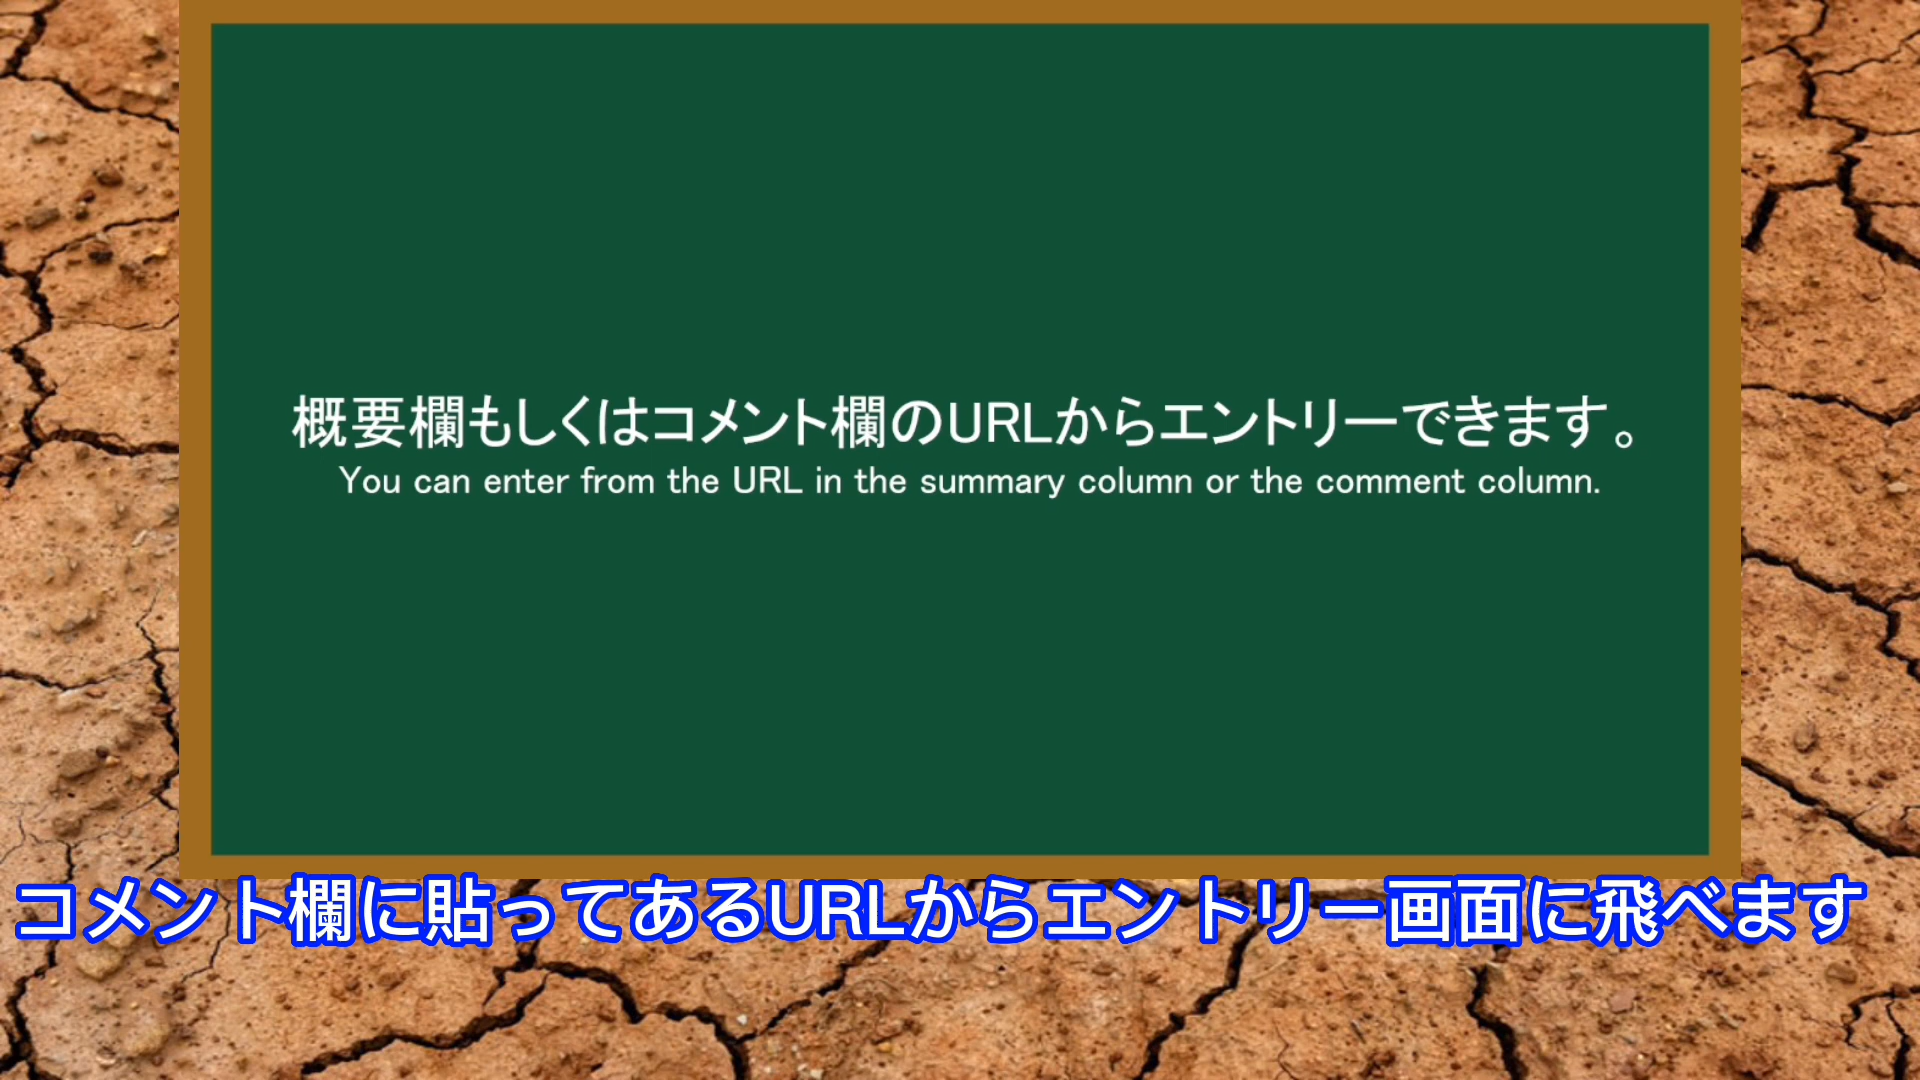 概要欄もしくはコメント欄のURLからエントリーできます。
You can enter from the URL in the summary column or the comment column.
コメント欄に貼ってあるURLからエントリー画面に飛べます